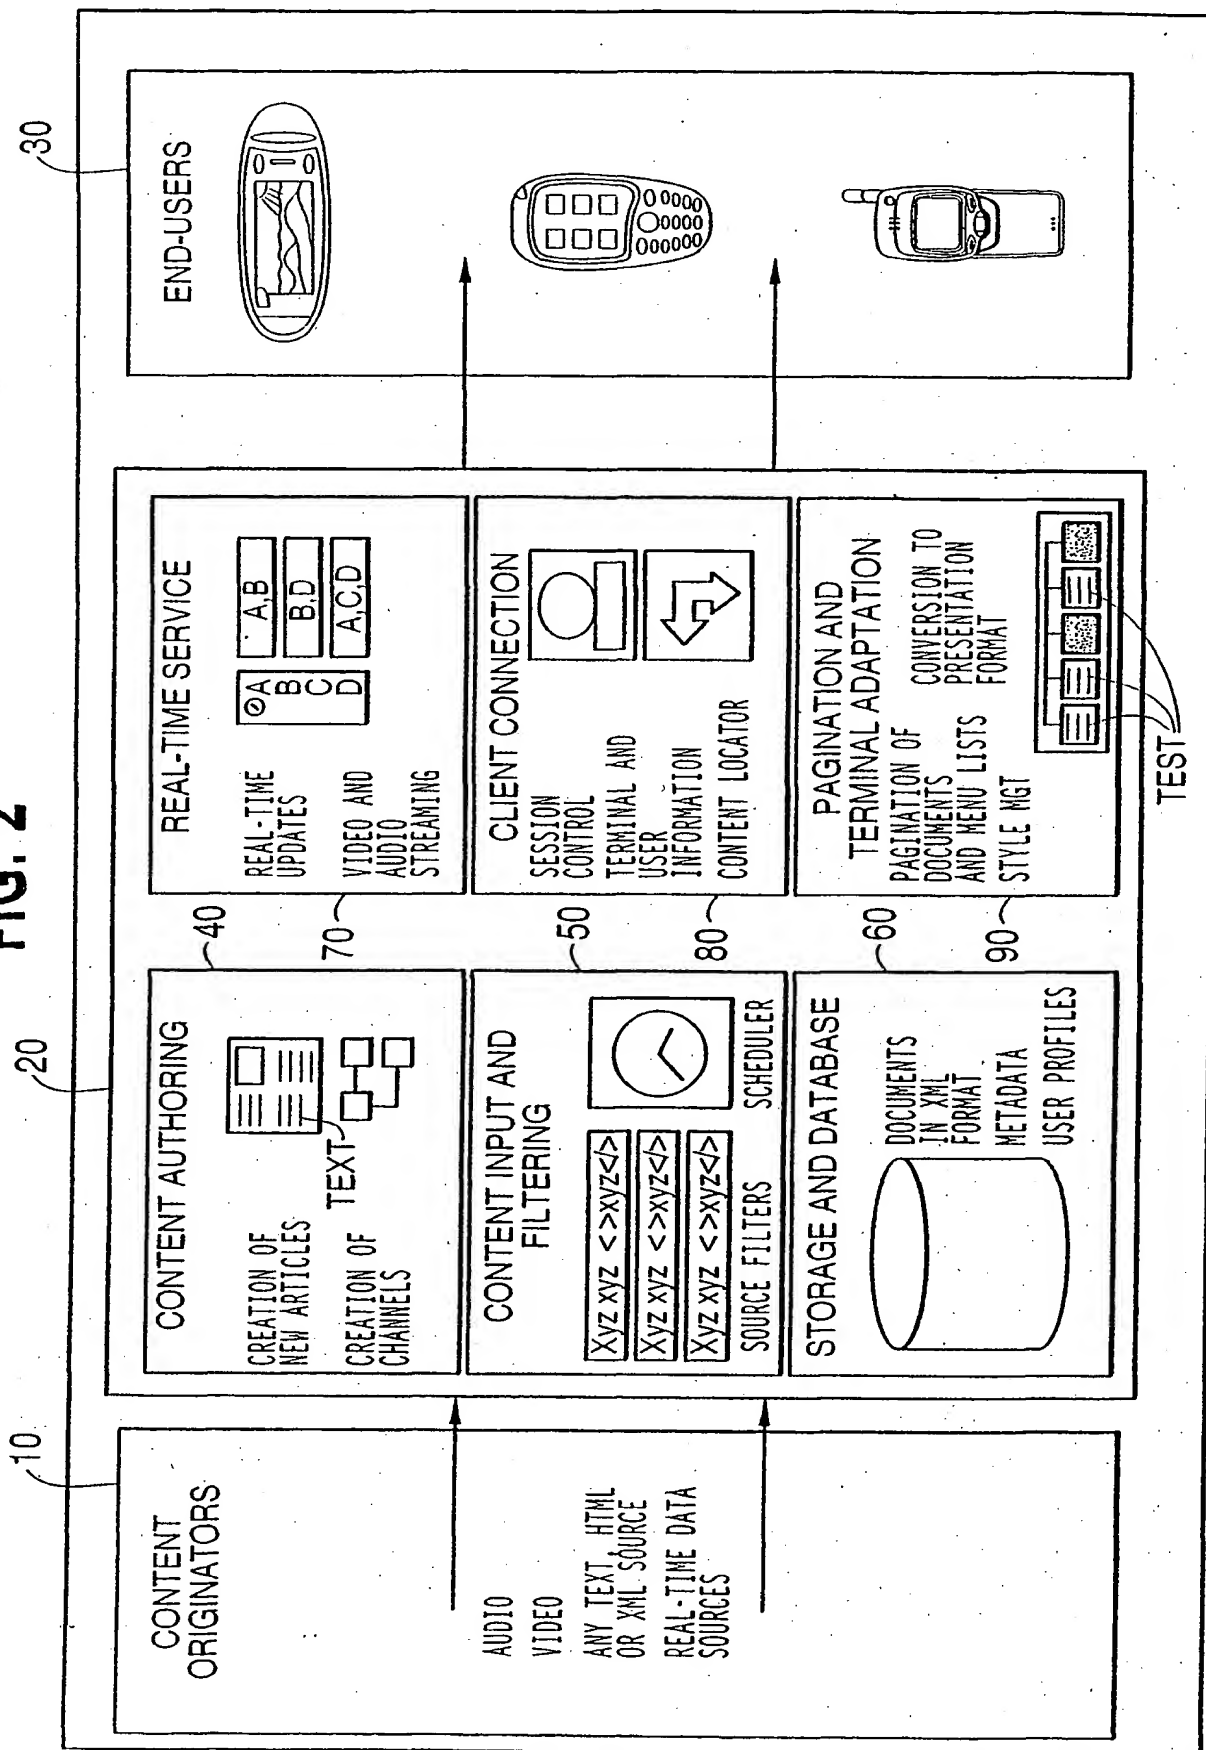 FIG. 2
10
20
30
CONTENT
ORIGINATORS
AUDIO
VIDEO
ANY TEXT, HTML
OR XML SOURCE
REAL-TIME DATA
SOURCES
CONTENT AUTHORING
40
CREATION OF
NEW ARTICLES
TEXT
CREATION OF
CHANNELS
CONTENT INPUT AND
FILTERING
50
Xyz xyz < >xyz</>
Xyz xyz < >xyz</>
Xyz xyz < >xyz</>
SOURCE FILTERS
SCHEDULER
STORAGE AND DATABASE
60
DOCUMENTS
IN XML
FORMAT
METADATA
USER PROFILES
REAL-TIME SERVICE
70
REAL-TIME
UPDATES
VIDEO AND
AUDIO
STREAMING
A
B
C
D
A,B
B,D
A,C,D
CLIENT CONNECTION
80
SESSION
CONTROL
TERMINAL AND
USER
INFORMATION
CONTENT LOCATOR
PAGINATION AND
TERMINAL ADAPTATION
90
PAGINATION OF
DOCUMENTS
AND MENU LISTS
STYLE MGT
CONVERSION TO
PRESENTATION
FORMAT
TEST
END-USERS